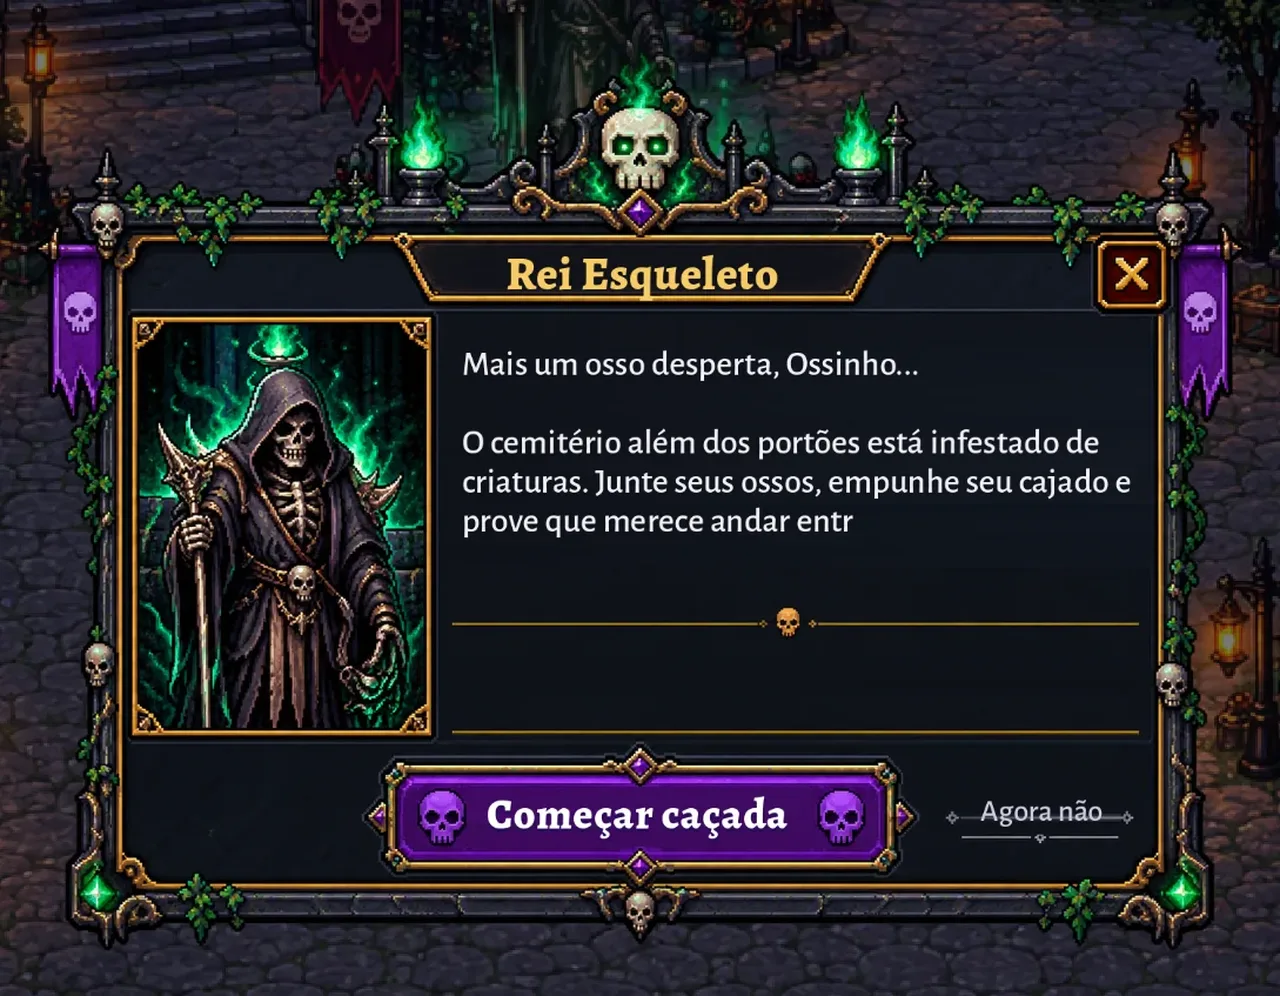 Rei Esqueleto
Mais um osso desperta, Ossinho...
O cemitério além dos portões está infestado de
criaturas. Junte seus ossos, empunhe seu cajado e
prove que merece andar entr
Começar caçada
Agora não